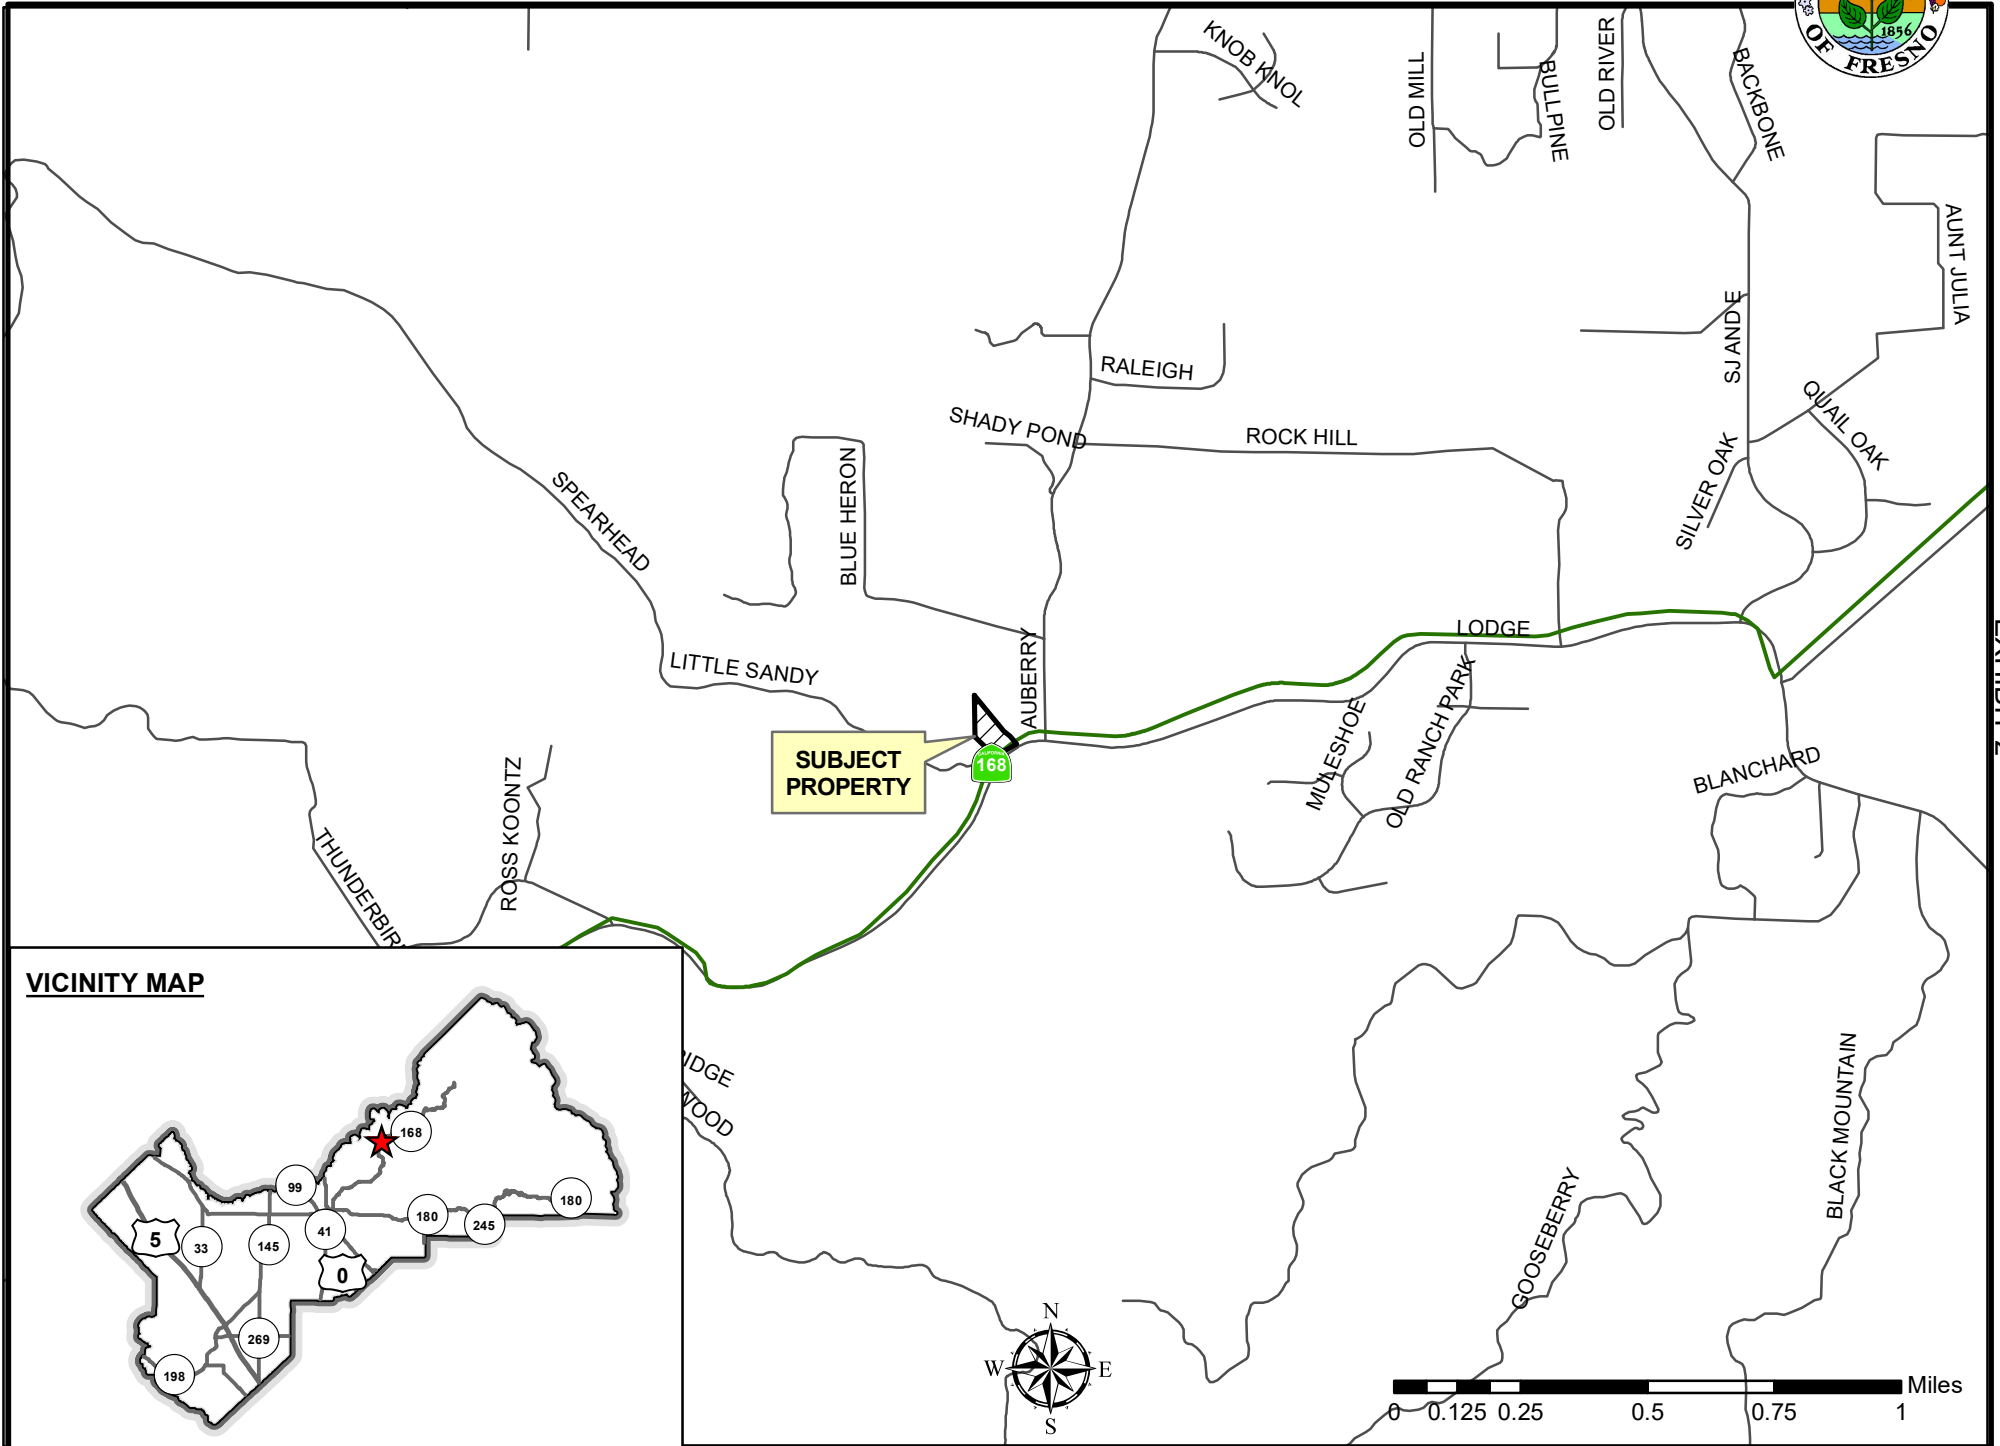 1856
OF FRESNO
KNOB KNOL
OLD MILL
BULLPINE
OLD RIVER
BACKBONE
AUNT JULIA
SJ AND E
RALEIGH
SHADY POND
ROCK HILL
QUAIL OAK
SILVER OAK
SPEARHEAD
BLUE HERON
AUBERRY
LODGE
LITTLE SANDY
OLD RANCH PARK
MULESHOE
SUBJECT
PROPERTY
168
BLANCHARD
ROSS KOONTZ
THUNDERBIR
VICINITY MAP
168
99
180
180
245
41
5
33
145
0
269
198
IDGE
WOOD
BLACK MOUNTAIN
GOOSEBERRY
N
W
E
S
Miles
0 0.125 0.25 0.5 0.75 1